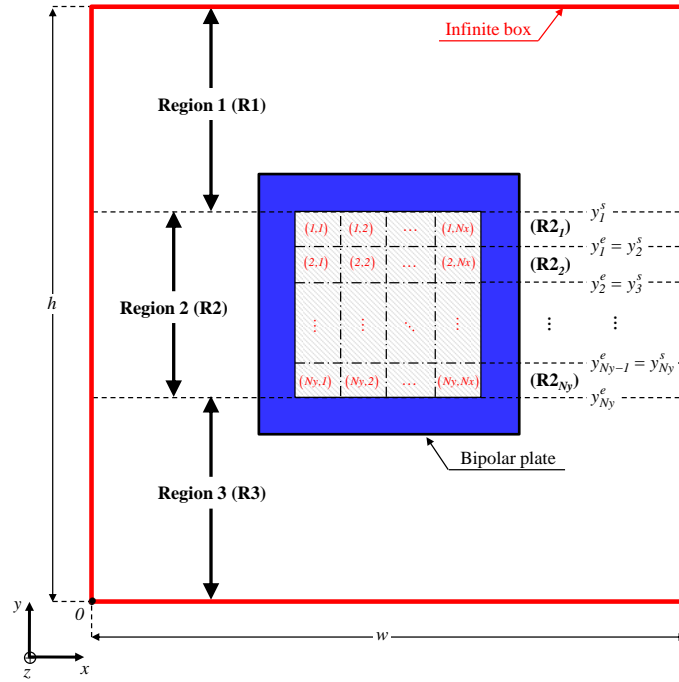 h
Infinite box
Region 1 (R1)
y_1^s
(1,1) (1,2) ... (1,Nx) (R2_1)
y_1^e = y_2^s
(2,1) (2,2) ... (2,Nx) (R2_2)
y_2^e = y_3^s
Region 2 (R2)
⋮ ⋮ ⋱ ⋮ ⋮ ⋮
y_{Ny-1}^e = y_{Ny}^s
(Ny,1) (Ny,2) ... (Ny,Nx) (R2_{Ny})
y_{Ny}^e
Bipolar plate
Region 3 (R3)
y
0
w
z
x